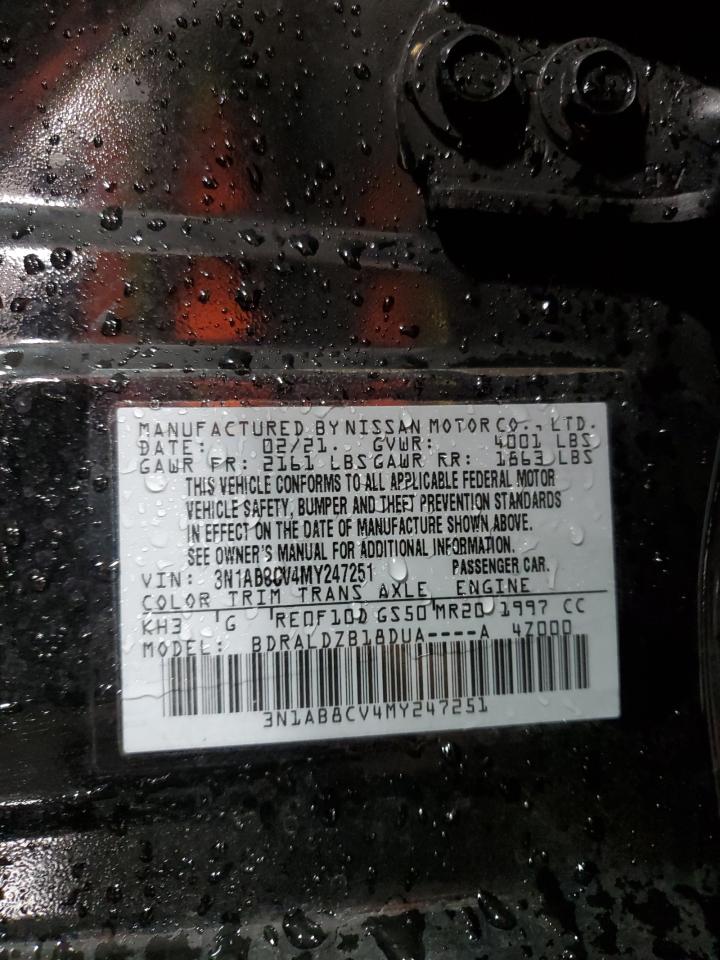 MANUFACTURED BY NISSAN MOTOR CO., LTD.
DATE: 02/21. GVWR: 4001 LBS
GAWR FR: 2161 LBS GAWR RR: 1863 LBS
THIS VEHICLE CONFORMS TO ALL APPLICABLE FEDERAL MOTOR
VEHICLE SAFETY, BUMPER AND THEFT PREVENTION STANDARDS
IN EFFECT ON THE DATE OF MANUFACTURE SHOWN ABOVE.
SEE OWNER'S MANUAL FOR ADDITIONAL INFORMATION.
VIN: 3N1AB8CV4MY247251 PASSENGER CAR.
COLOR TRIM TRANS AXLE ENGINE
KH3 G RE0F10D GS50 MR20 1997 CC
MODEL: BDRALDZB18DUA----A 47000
3N1AB8CV4MY247251